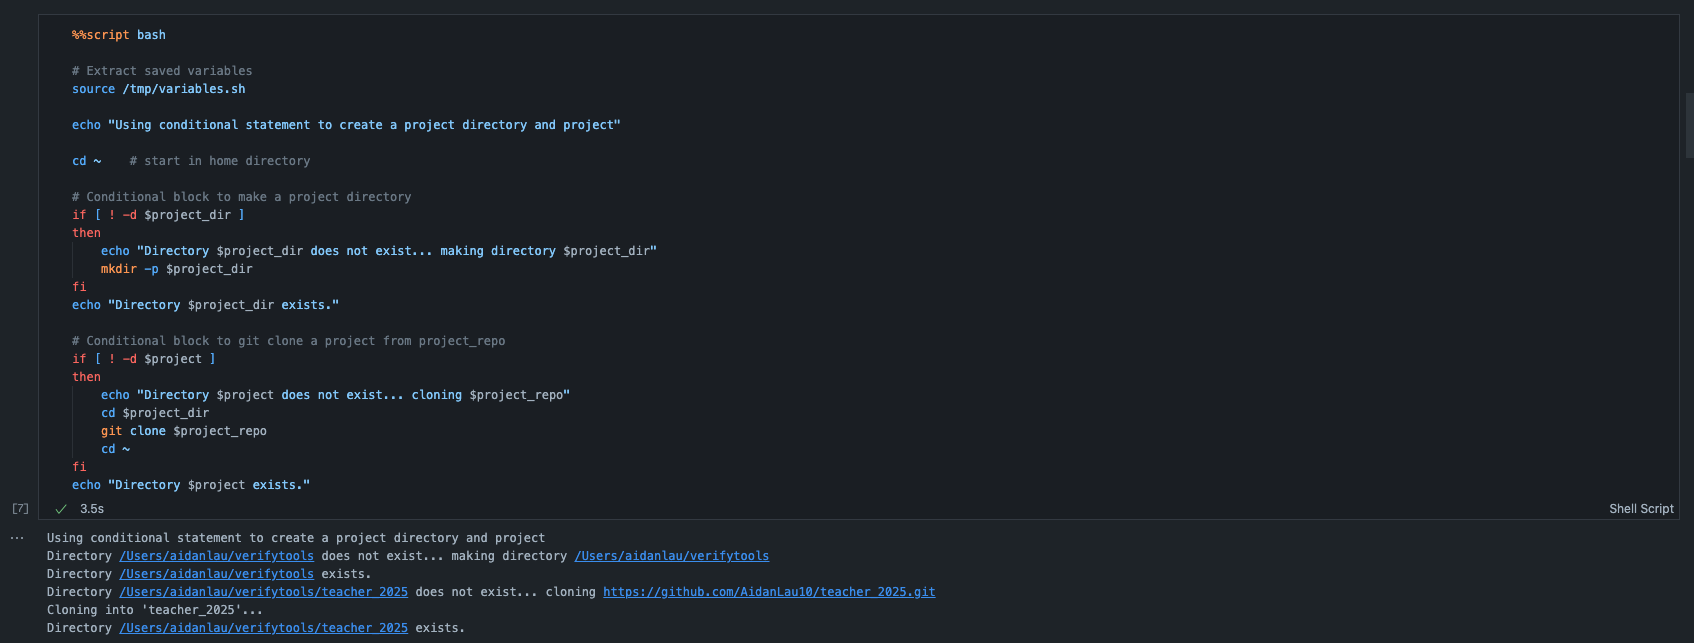 %%script bash
# Extract saved variables
source /tmp/variables.sh
echo "Using conditional statement to create a project directory and project"
cd ~    # start in home directory
# Conditional block to make a project directory
if [ ! -d $project_dir ]
then
    echo "Directory $project_dir does not exist... making directory $project_dir"
    mkdir -p $project_dir
fi
echo "Directory $project_dir exists."
# Conditional block to git clone a project from project_repo
if [ ! -d $project ]
then
    echo "Directory $project does not exist... cloning $project_repo"
    cd $project_dir
    git clone $project_repo
    cd ~
fi
echo "Directory $project exists."
[7] ✓ 3.5s Shell Script
... Using conditional statement to create a project directory and project
Directory /Users/aidanlau/verifytools does not exist... making directory /Users/aidanlau/verifytools
Directory /Users/aidanlau/verifytools exists.
Directory /Users/aidanlau/verifytools/teacher_2025 does not exist... cloning https://github.com/AidanLau10/teacher_2025.git
Cloning into 'teacher_2025'...
Directory /Users/aidanlau/verifytools/teacher_2025 exists.